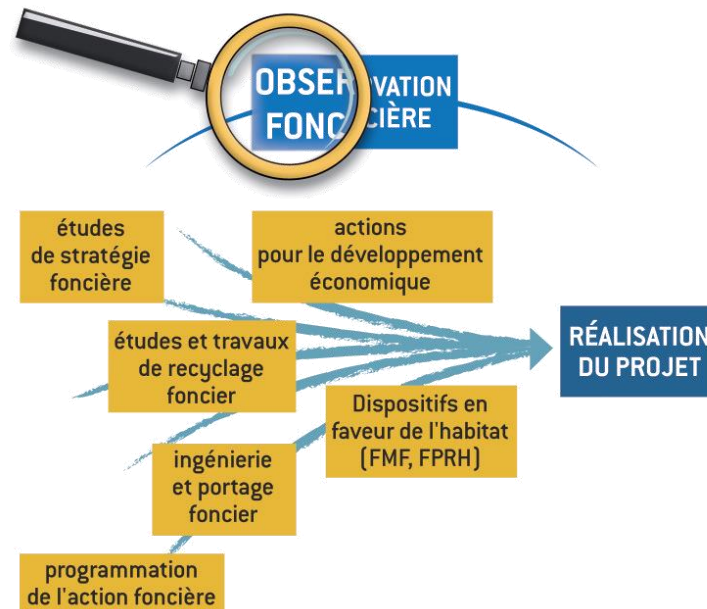 OBSERVATION
FONCIÈRE
études
de stratégie
foncière
actions
pour le développement
économique
études et travaux
de recyclage
foncier
RÉALISATION
DU PROJET
Dispositifs en
faveur de l'habitat
(FMF, FPRH)
ingénierie
et portage
foncier
programmation
de l'action foncière